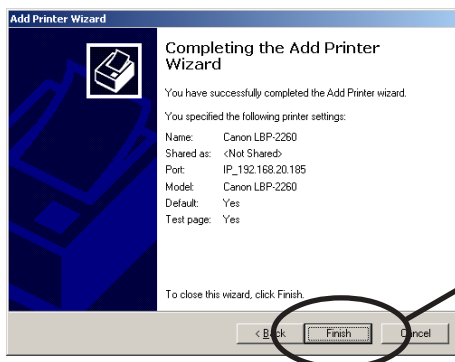 Add Printer Wizard
Completing the Add Printer
Wizard
You have successfully completed the Add Printer wizard.
You specified the following printer settings:
Name: Canon LBP-2260
Shared as: <Not Shared>
Port: IP_192.168.20.185
Model: Canon LBP-2260
Default: Yes
Test page: Yes
To close this wizard, click Finish.
< Back Finish Cancel